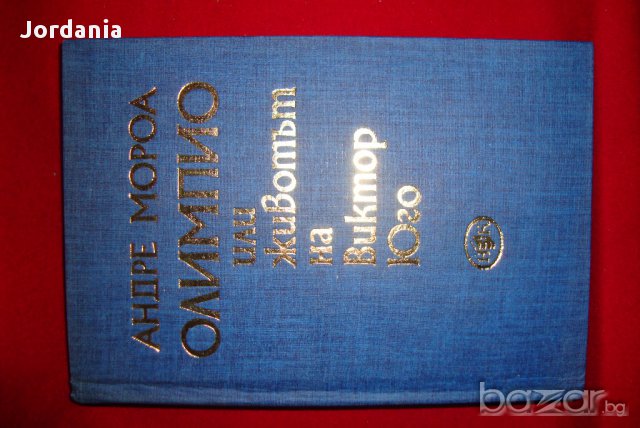 Jordania
АНДРЕ МОРОА
ОЛИМПИО
или
животът
на
Виктор
Юго
bazar.bg